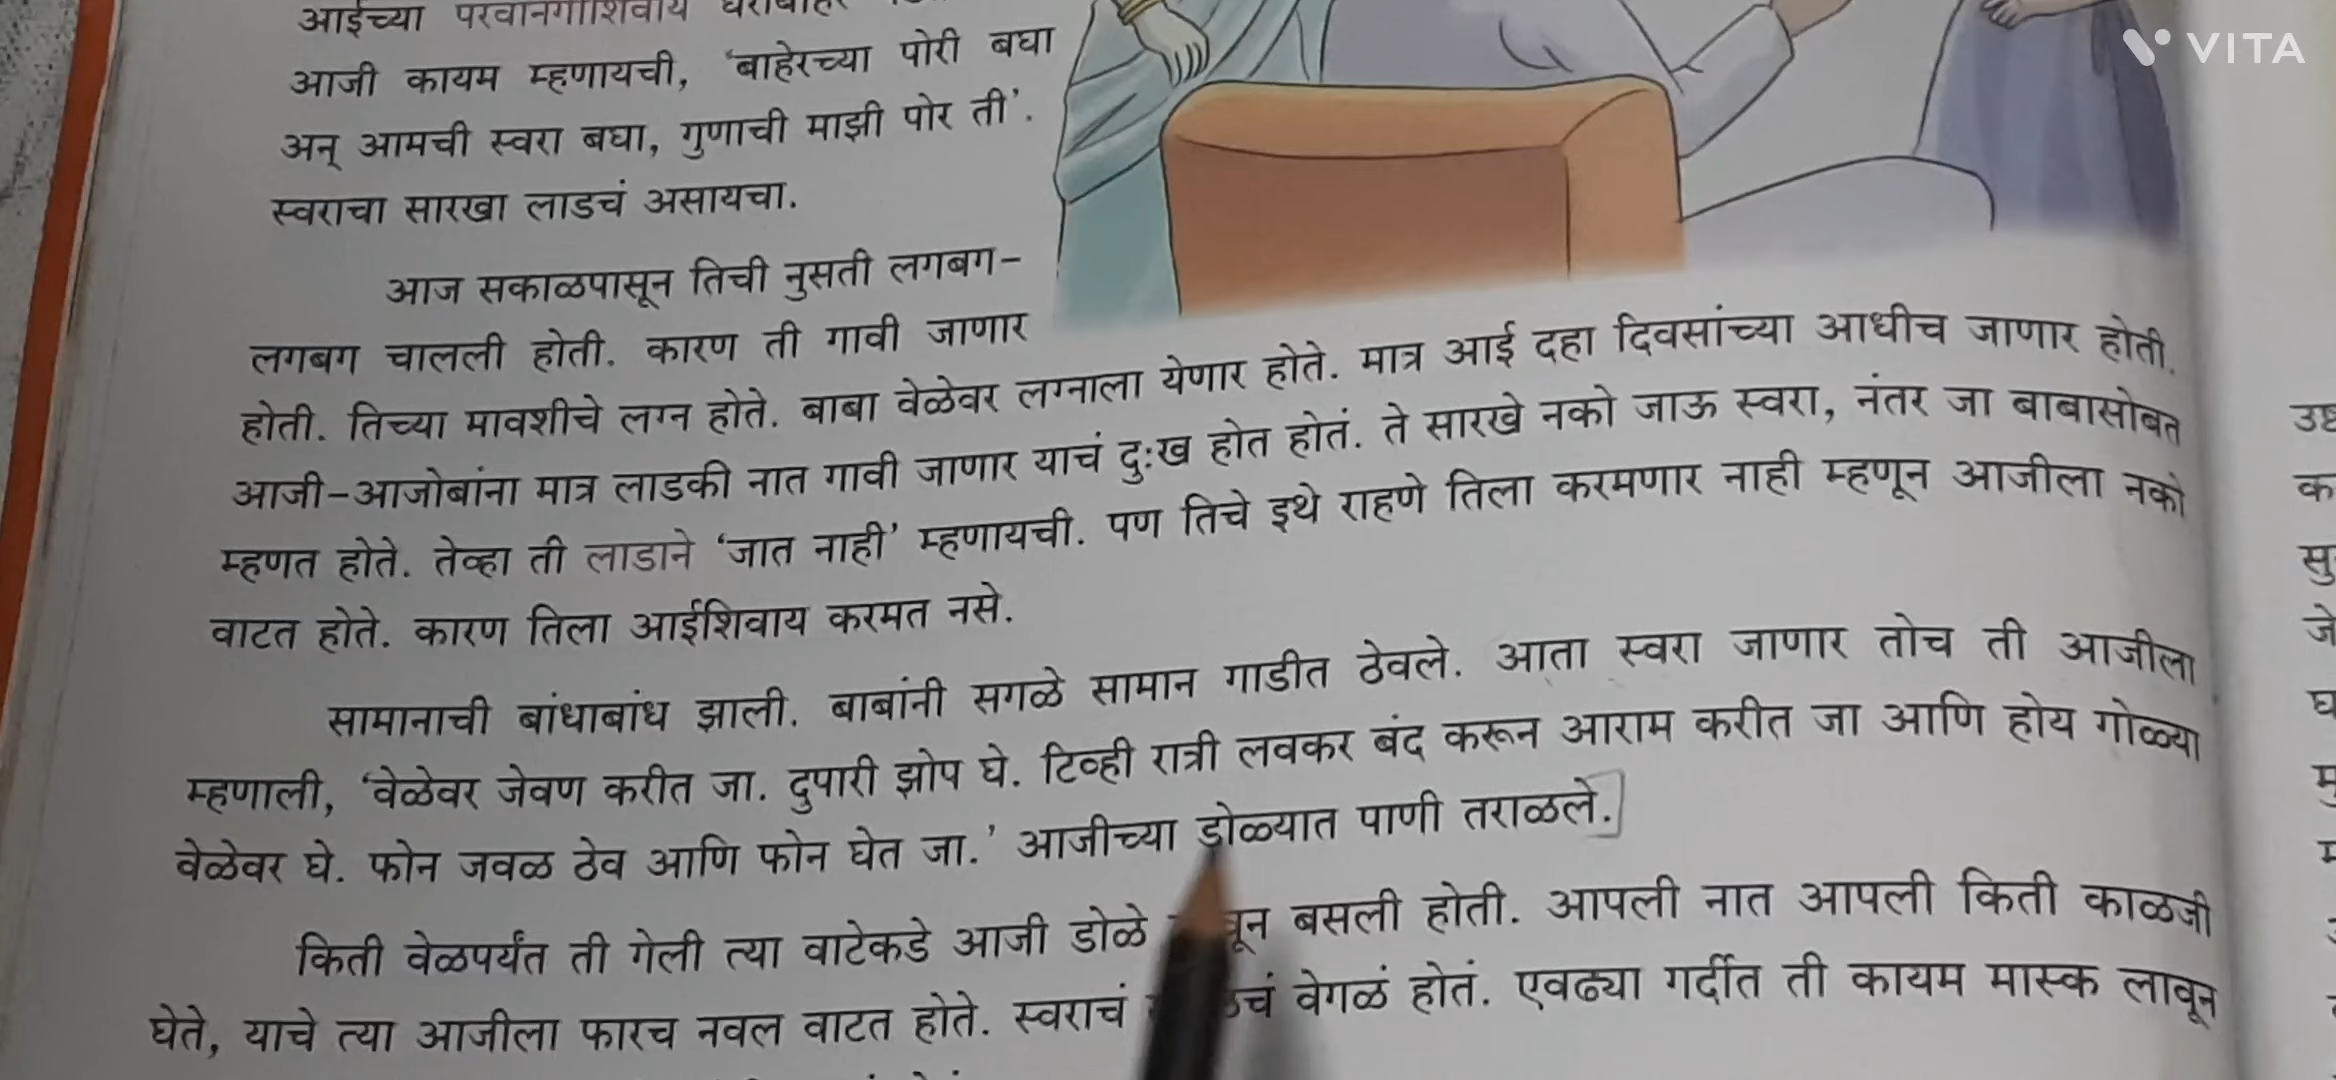 आईच्या परवानगीशिवाय घराबाहेर
आजी कायम म्हणायची, ‘बाहेरच्या पोरी बघा
अन् आमची स्वरा बघा, गुणाची माझी पोर ती’.
स्वराचा सारखा लाडचं असायचा.
आज सकाळपासून तिची नुसती लगबग-
लगबग चालली होती. कारण ती गावी जाणार
होती. तिच्या मावशीचे लग्न होते. बाबा वेळेवर लग्नाला येणार होते. मात्र आई दहा दिवसांच्या आधीच जाणार होती.
आजी-आजोबांना मात्र लाडकी नात गावी जाणार याचं दुःख होत होतं. ते सारखे नको जाऊ स्वरा, नंतर जा बाबासोबत
म्हणत होते. तेव्हा ती लाडाने ‘जात नाही’ म्हणायची. पण तिचे इथे राहणे तिला करमणार नाही म्हणून आजीला नको
वाटत होते. कारण तिला आईशिवाय करमत नसे.
सामानाची बांधाबांध झाली. बाबांनी सगळे सामान गाडीत ठेवले. आता स्वरा जाणार तोच ती आजीला
म्हणाली, ‘वेळेवर जेवण करीत जा. दुपारी झोप घे. टिव्ही रात्री लवकर बंद करून आराम करीत जा आणि होय गोळ्या
वेळेवर घे. फोन जवळ ठेव आणि फोन घेत जा.’ आजीच्या डोळ्यात पाणी तराळले.
किती वेळपर्यंत ती गेली त्या वाटेकडे आजी डोळे बसली होती. आपली नात आपली किती काळजी
घेते, याचे त्या आजीला फारच नवल वाटत होते. स्वराचं वेगळं होतं. एवढ्या गर्दीत ती कायम मास्क लावून
VITA